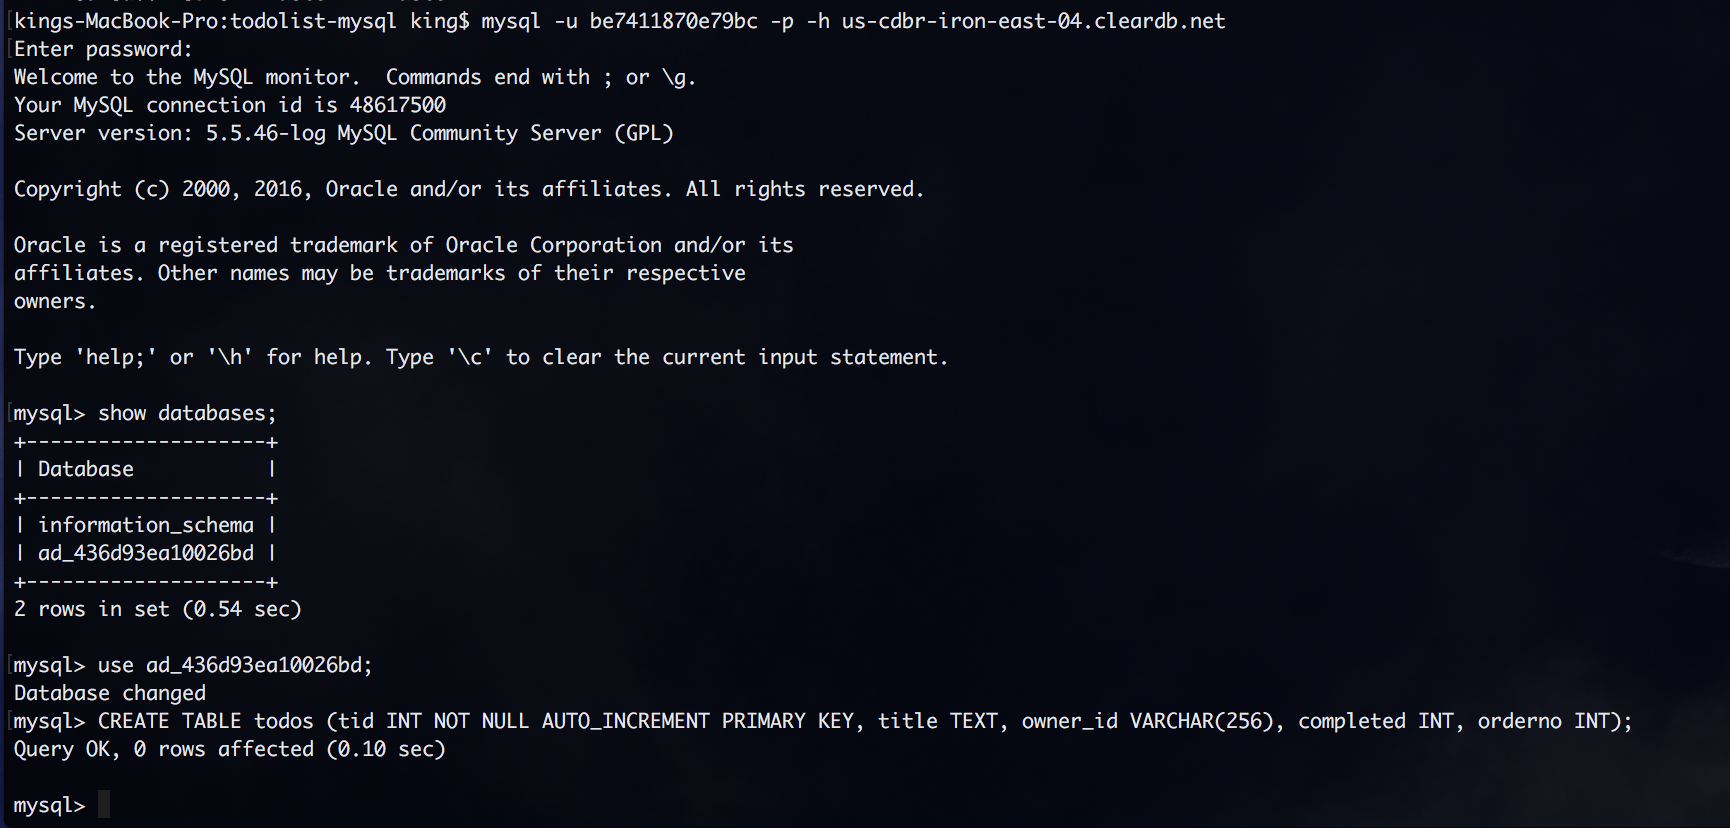 [kings-MacBook-Pro:todolist-mysql king$ mysql -u be7411870e79bc -p -h us-cdbr-iron-east-04.cleardb.net
[Enter password:
Welcome to the MySQL monitor.  Commands end with ; or \g.
Your MySQL connection id is 48617500
Server version: 5.5.46-log MySQL Community Server (GPL)

Copyright (c) 2000, 2016, Oracle and/or its affiliates. All rights reserved.

Oracle is a registered trademark of Oracle Corporation and/or its
affiliates. Other names may be trademarks of their respective
owners.

Type 'help;' or '\h' for help. Type '\c' to clear the current input statement.

[mysql> show databases;
+--------------------+
| Database           |
+--------------------+
| information_schema |
| ad_436d93ea10026bd |
+--------------------+
2 rows in set (0.54 sec)

[mysql> use ad_436d93ea10026bd;
Database changed
[mysql> CREATE TABLE todos (tid INT NOT NULL AUTO_INCREMENT PRIMARY KEY, title TEXT, owner_id VARCHAR(256), completed INT, orderno INT);
Query OK, 0 rows affected (0.10 sec)

mysql>